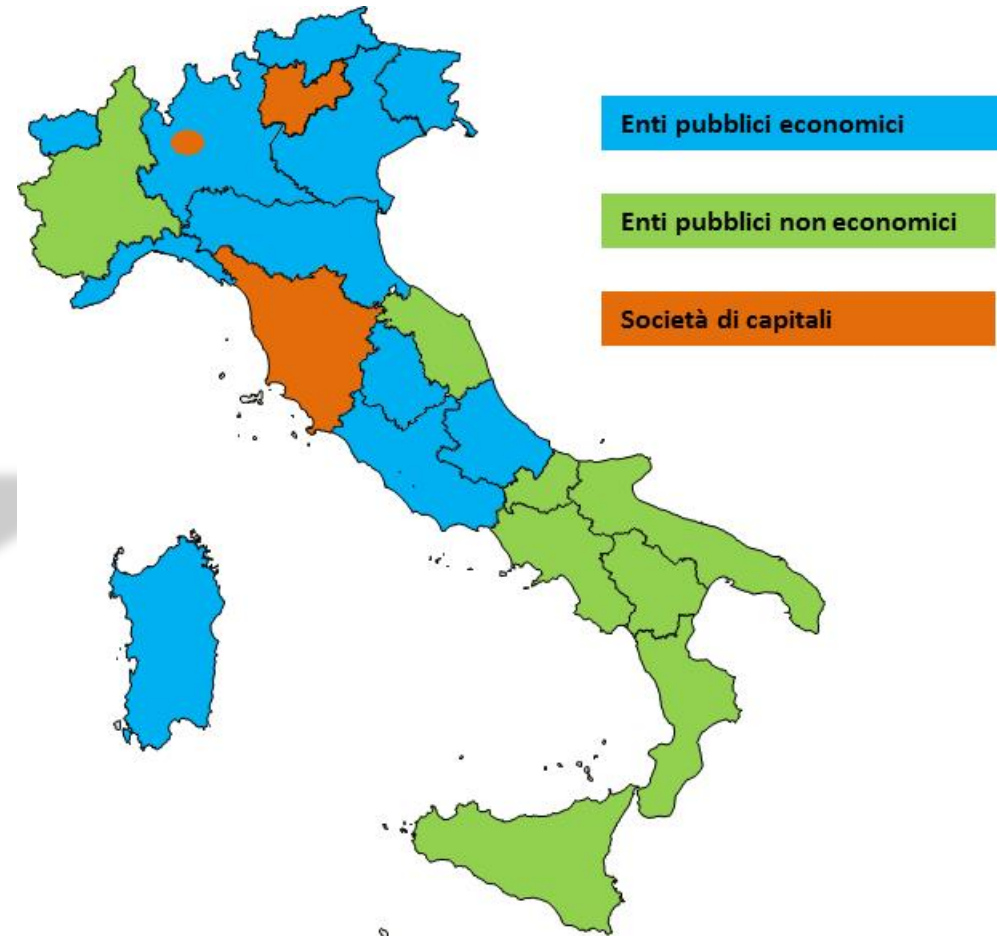 Enti pubblici economici
Enti pubblici non economici
Società di capitali